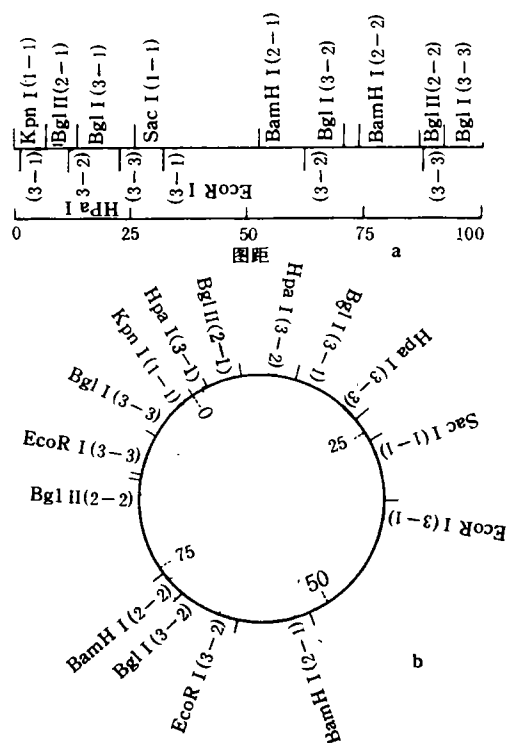 Kpn I (1-1)
Bgl II (2-1)
Bgl I (3-1)
Sac I (1-1)
BamH I (2-1)
Bgl I (3-2)
BamH I (2-2)
Bgl II (2-2)
Bgl I (3-3)
(3-1)
(3-2)
(3-3)
HPa I
(3-1)
EcoR I
(3-2)
(3-3)
0 25 50 75 100
图距
a
Kpn I (1-1)
Hpa I (3-1)
Bgl II (2-1)
Hpa I (3-2)
Bgl I (3-1)
Hpa I (3-3)
Sac I (1-1)
EcoR I (3-1)
BamH I (2-1)
EcoR I (3-2)
Bgl I (3-2)
BamH I (2-2)
Bgl II (2-2)
EcoR I (3-3)
Bgl I (3-3)
0
25
50
75
b